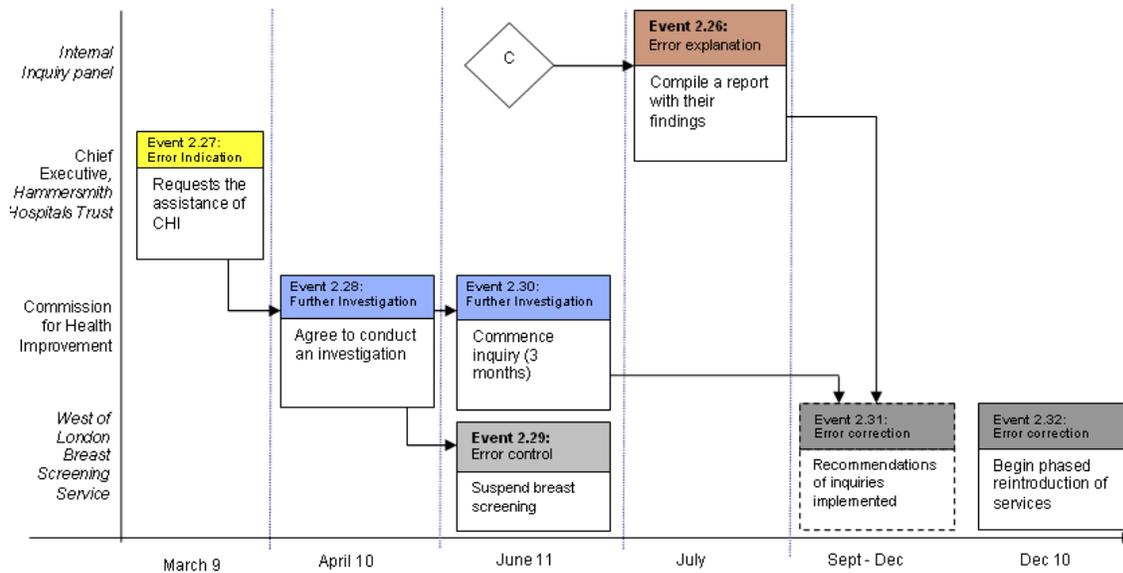 Internal
Inquiry panel
C
Event 2.26:
Error explanation
Compile a report
with their
findings
Chief
Executive,
Hammersmith
Hospitals Trust
Event 2.27:
Error Indication
Requests the
assistance of
CHI
Commission
for Health
Improvement
Event 2.28:
Further Investigation
Agree to conduct
an investigation
Event 2.30:
Further Investigation
Commence
inquiry (3
months)
West of
London
Breast
Screening
Service
Event 2.29:
Error control
Suspend breast
screening
Event 2.31:
Error correction
Recommendations
of inquiries
implemented
Event 2.32:
Error correction
Begin phased
reintroduction of
services
March 9
April 10
June 11
July
Sept - Dec
Dec 10